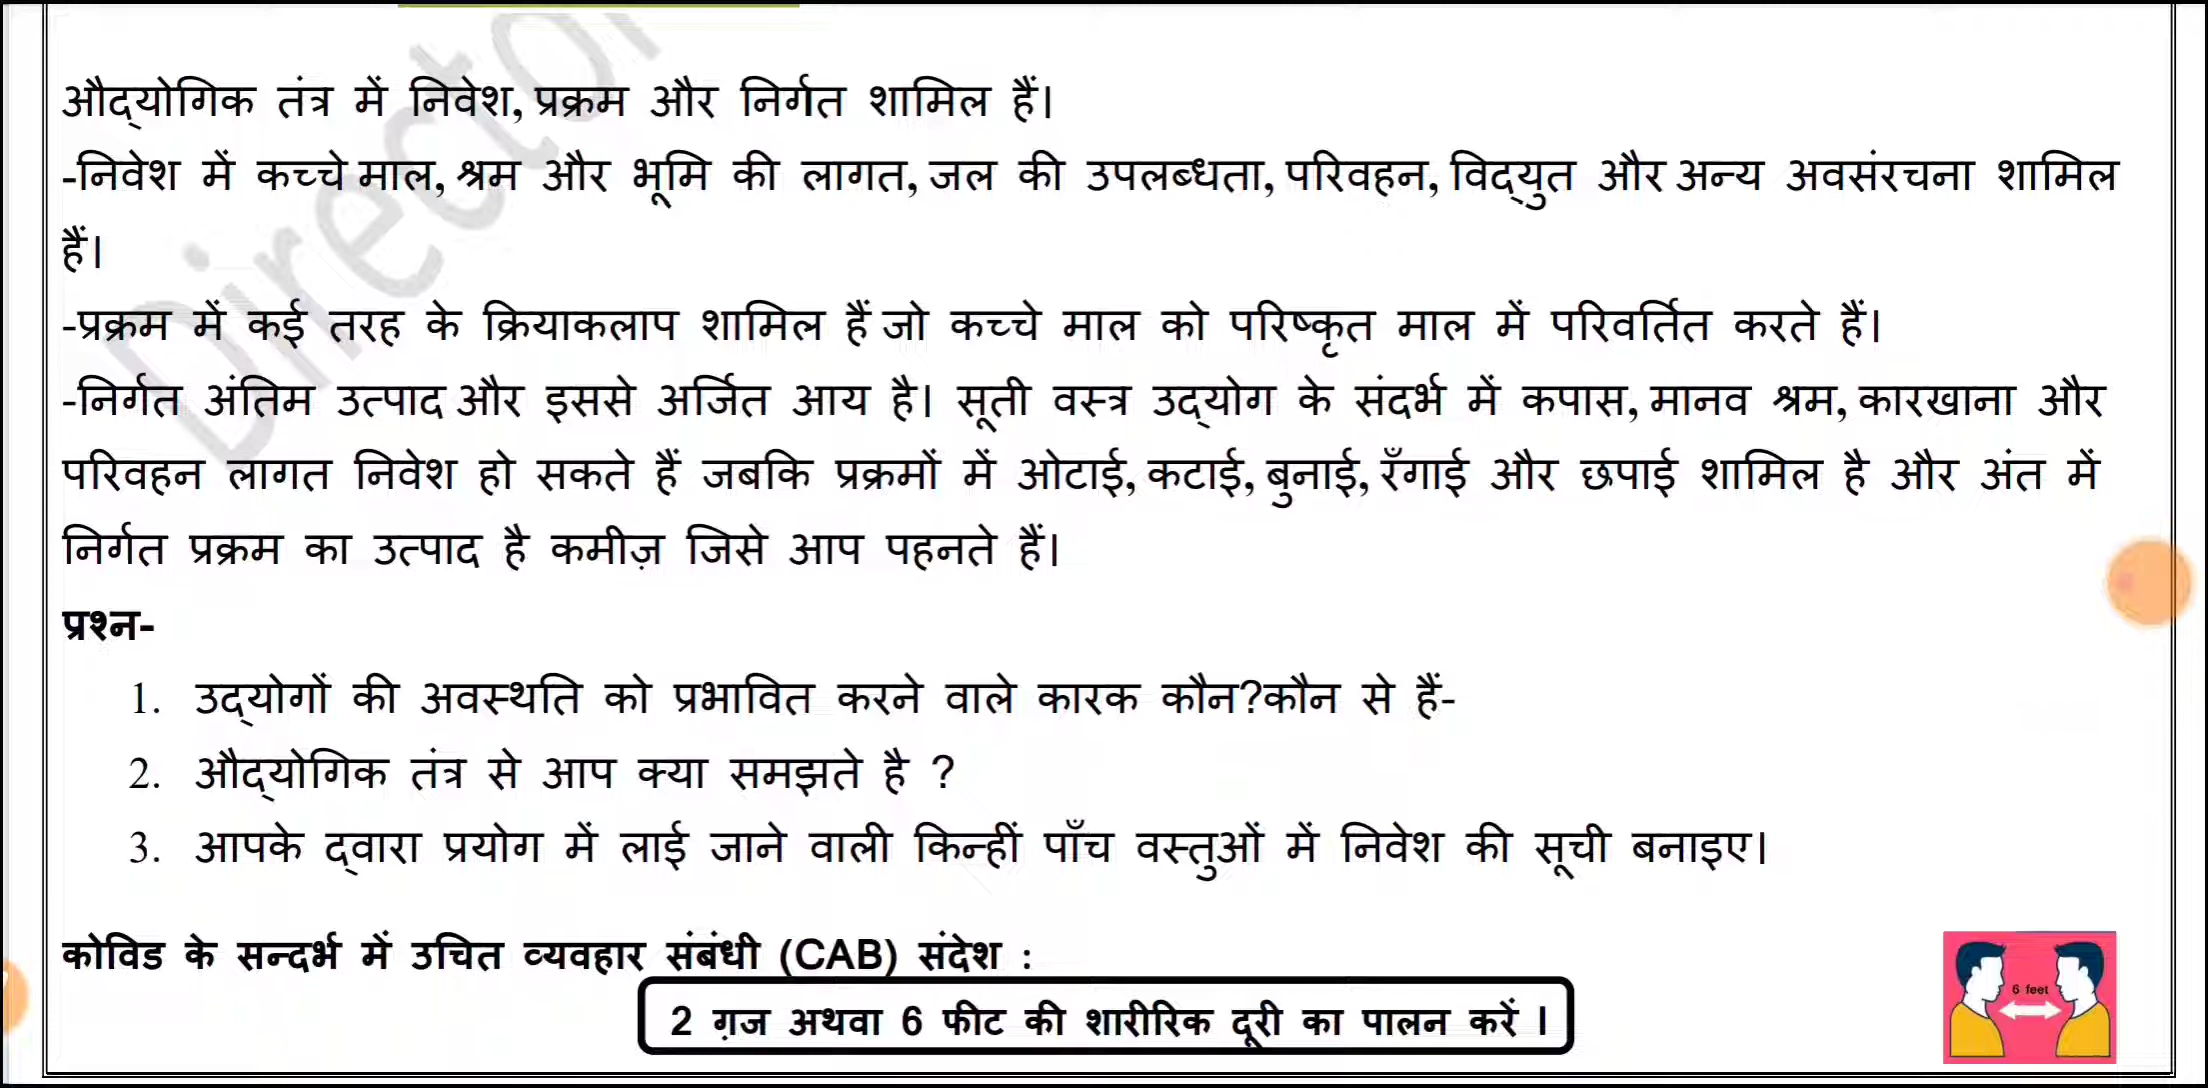 औद्योगिक तंत्र में निवेश, प्रक्रम और निर्गत शामिल हैं।
-निवेश में कच्चे माल, श्रम और भूमि की लागत, जल की उपलब्धता, परिवहन, विद्युत और अन्य अवसंरचना शामिल
हैं।
-प्रक्रम में कई तरह के क्रियाकलाप शामिल हैं जो कच्चे माल को परिष्कृत माल में परिवर्तित करते हैं।
-निर्गत अंतिम उत्पाद और इससे अर्जित आय है। सूती वस्त्र उद्योग के संदर्भ में कपास, मानव श्रम, कारखाना और
परिवहन लागत निवेश हो सकते हैं जबकि प्रक्रमों में ओटाई, कटाई, बुनाई, रँगाई और छपाई शामिल है और अंत में
निर्गत प्रक्रम का उत्पाद है कमीज़ जिसे आप पहनते हैं।
प्रश्न-
1. उद्योगों की अवस्थति को प्रभावित करने वाले कारक कौन?कौन से हैं-
2. औद्योगिक तंत्र से आप क्या समझते है ?
3. आपके द्वारा प्रयोग में लाई जाने वाली किन्हीं पाँच वस्तुओं में निवेश की सूची बनाइए।
कोविड के सन्दर्भ में उचित व्यवहार संबंधी (CAB) संदेश :
2 ग़ज अथवा 6 फीट की शारीरिक दूरी का पालन करें ।
6 feet
Director